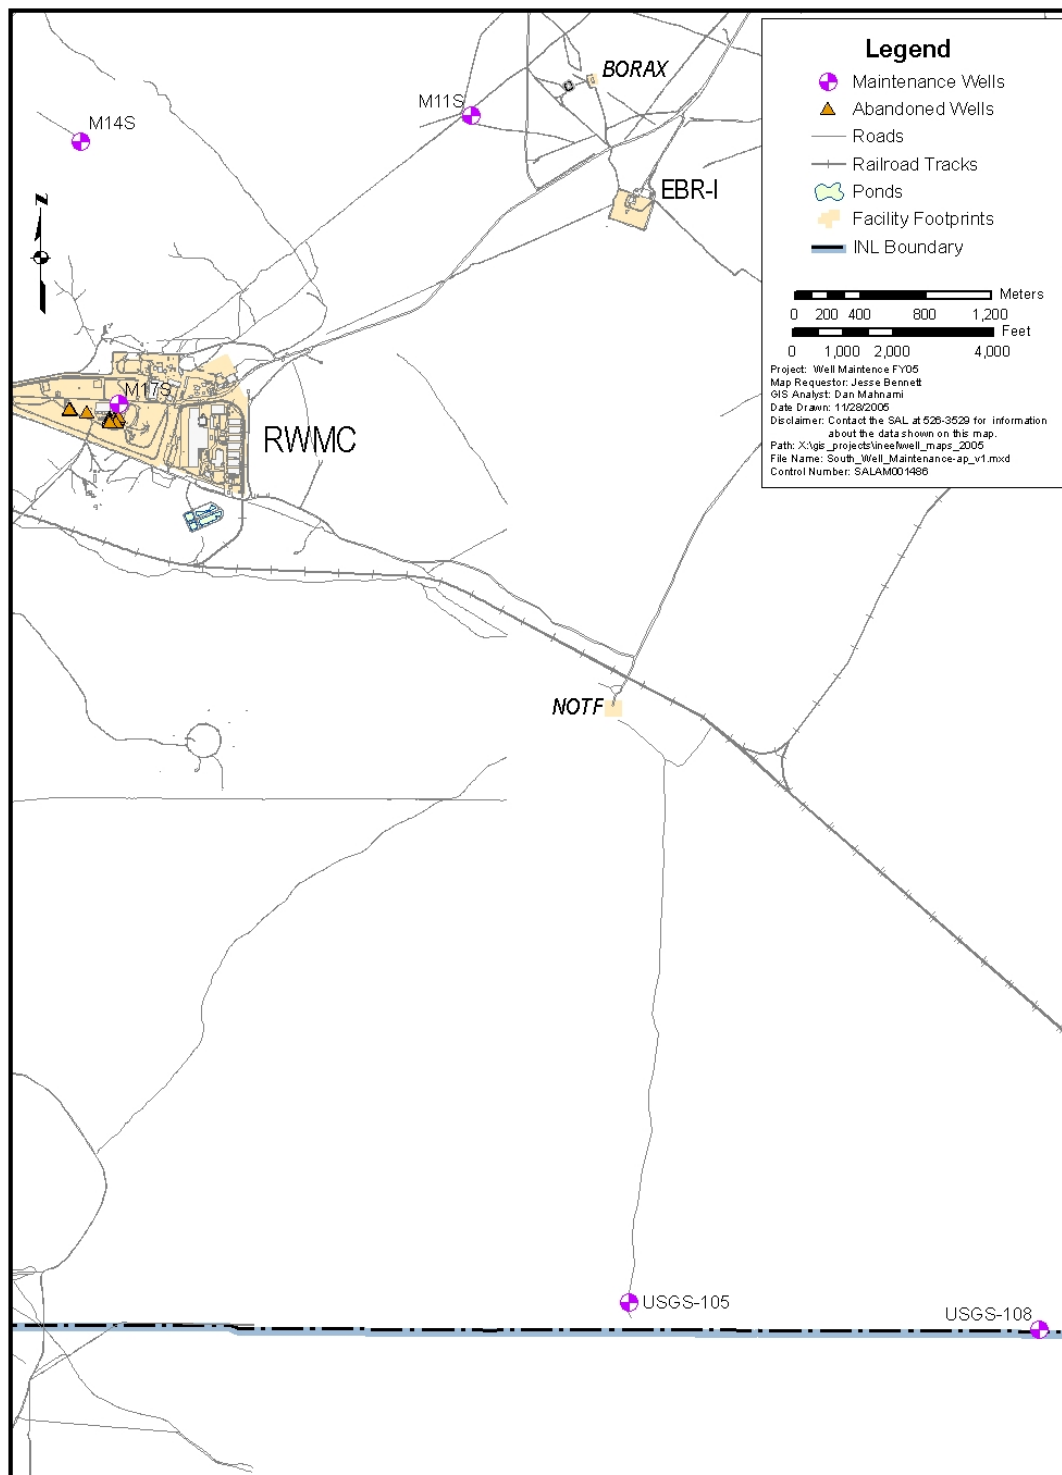 Legend
Maintenance Wells
Abandoned Wells
Roads
Railroad Tracks
Ponds
Facility Footprints
INL Boundary
Meters
0 200 400 800 1,200
Feet
0 1,000 2,000 4,000
Project: Well Maintence FY05
Map Requestor: Jesse Bennett
GIS Analyst: Dan Mahnami
Date Drawn: 11/28/2005
Disclaimer: Contact the SAL at 526-3529 for information
about the data shown on this map.
Path: X:\gis_projects\ineel\well_maps_2005
File Name: South_Well_Maintenance-ap_v1.mxd
Control Number: SALAM001486
BORAX
M11S
M14S
N
EBR-I
M17S
RWMC
NOTF
USGS-105
USGS-108